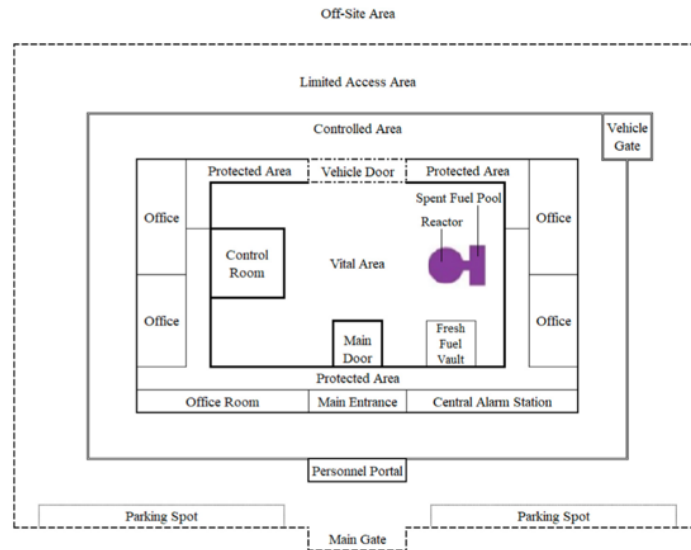 Off-Site Area
Limited Access Area
Controlled Area
Vehicle
Gate
Protected Area
Vehicle Door
Protected Area
Spent Fuel Pool
Office
Reactor
Office
Control
Room
Vital Area
Office
Main
Door
Fresh
Fuel
Vault
Office
Protected Area
Office Room
Main Entrance
Central Alarm Station
Personnel Portal
Parking Spot
Parking Spot
Main Gate